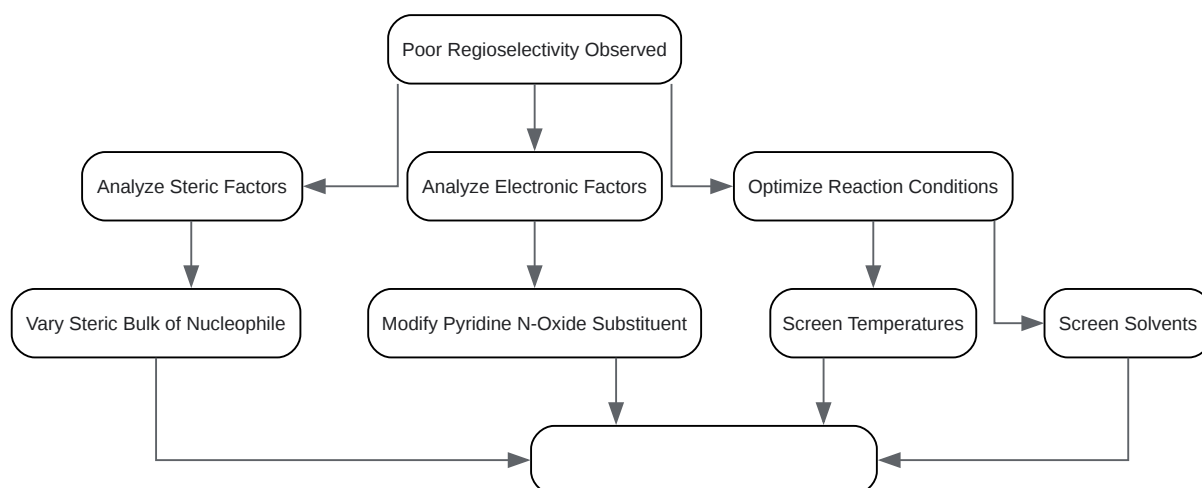 Poor Regioselectivity Observed
Analyze Steric Factors
Analyze Electronic Factors
Optimize Reaction Conditions
Vary Steric Bulk of Nucleophile
Modify Pyridine N-Oxide Substituent
Screen Temperatures
Screen Solvents